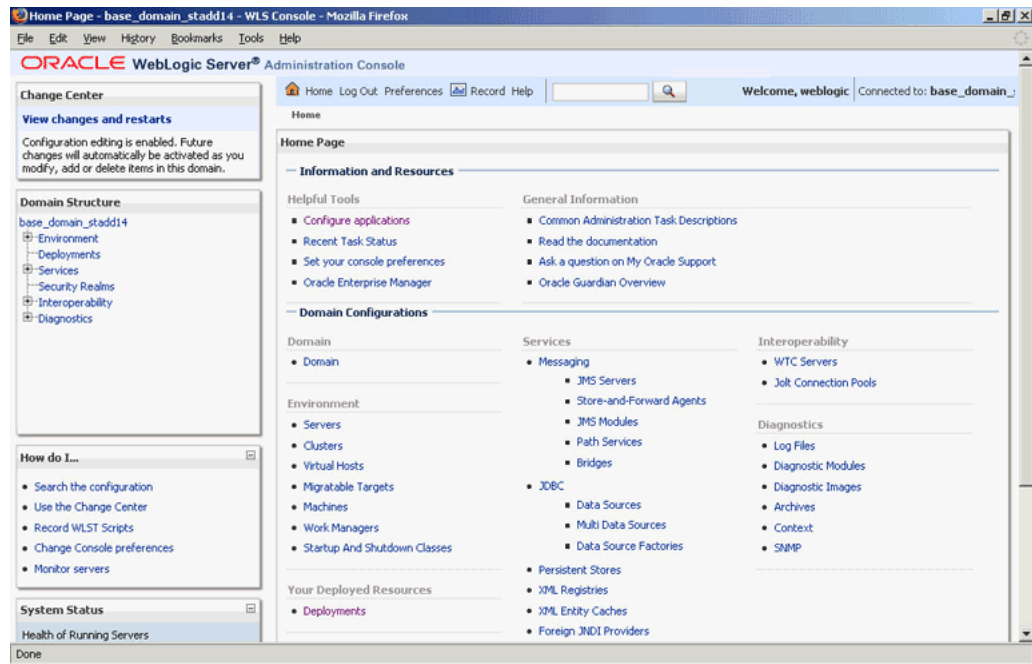 Home Page - base_domain_stadd14 - WLS Console - Mozilla Firefox
File Edit View History Bookmarks Tools Help
ORACLE WebLogic Server® Administration Console
Change Center
View changes and restarts
Configuration editing is enabled. Future
changes will automatically be activated as you
modify, add or delete items in this domain.
Domain Structure
base_domain_stadd14
Environment
Deployments
Services
Security Realms
Interoperability
Diagnostics
How do I...
Search the configuration
Use the Change Center
Record WLST Scripts
Change Console preferences
Monitor servers
System Status
Health of Running Servers
Home Log Out Preferences Record Help
Welcome, weblogic Connected to: base_domain_
Home
Home Page
Information and Resources
Helpful Tools
Configure applications
Recent Task Status
Set your console preferences
Oracle Enterprise Manager
General Information
Common Administration Task Descriptions
Read the documentation
Ask a question on My Oracle Support
Oracle Guardian Overview
Domain Configurations
Domain
Domain
Environment
Servers
Clusters
Virtual Hosts
Migratable Targets
Machines
Work Managers
Startup And Shutdown Classes
Your Deployed Resources
Deployments
Services
Messaging
JMS Servers
Store-and-Forward Agents
JMS Modules
Path Services
Bridges
JDBC
Data Sources
Multi Data Sources
Data Source Factories
Persistent Stores
XML Registries
XML Entity Caches
Foreign JNDI Providers
Interoperability
WTC Servers
Jolt Connection Pools
Diagnostics
Log Files
Diagnostic Modules
Diagnostic Images
Archives
Context
SNMP
Done